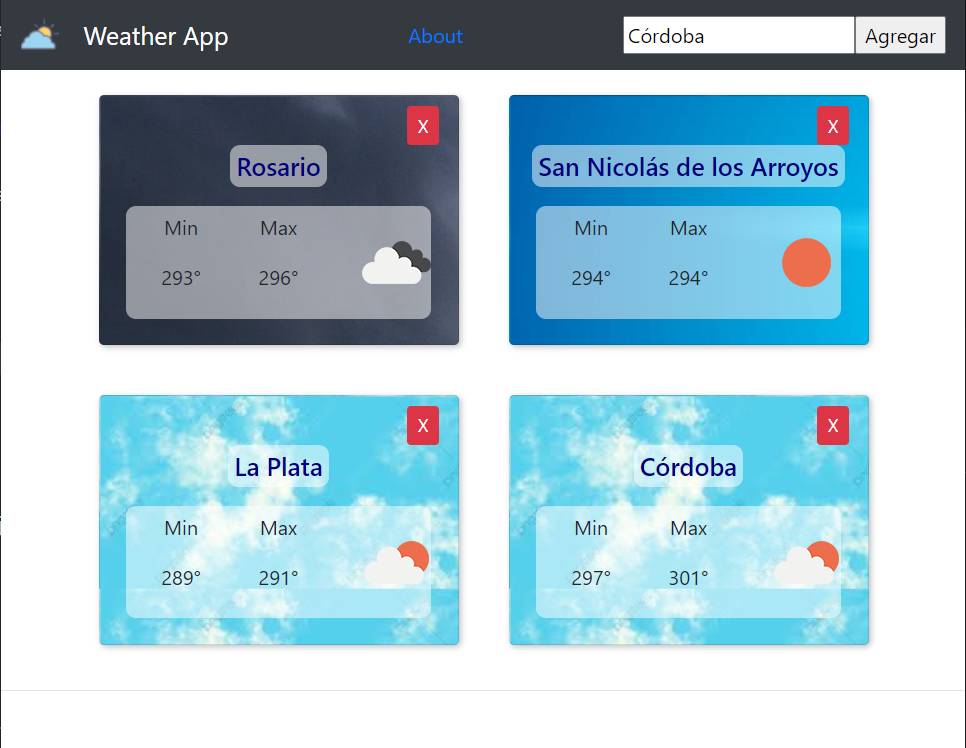 Weather App
About
Córdoba
Agregar
X
Rosario
Min Max
293° 296°
X
San Nicolás de los Arroyos
Min Max
294° 294°
X
La Plata
Min Max
289° 291°
X
Córdoba
Min Max
297° 301°